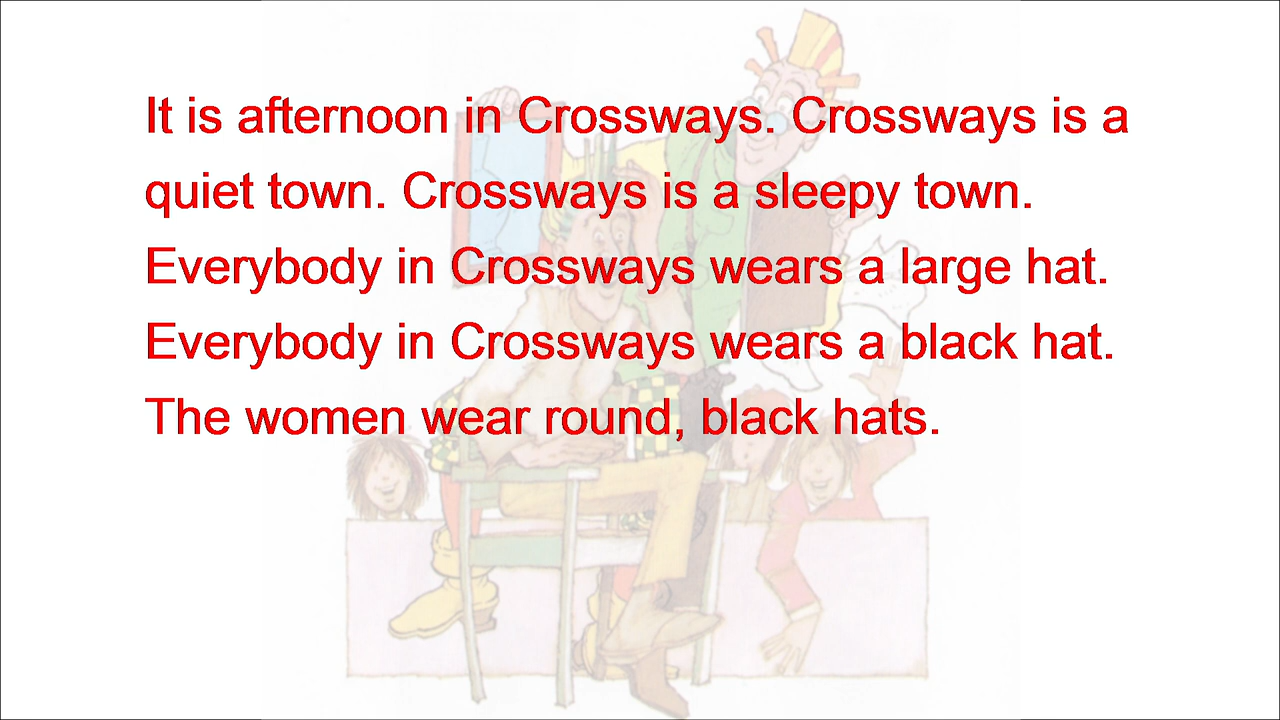 It is afternoon in Crossways. Crossways is a
quiet town. Crossways is a sleepy town.
Everybody in Crossways wears a large hat.
Everybody in Crossways wears a black hat.
The women wear round, black hats.